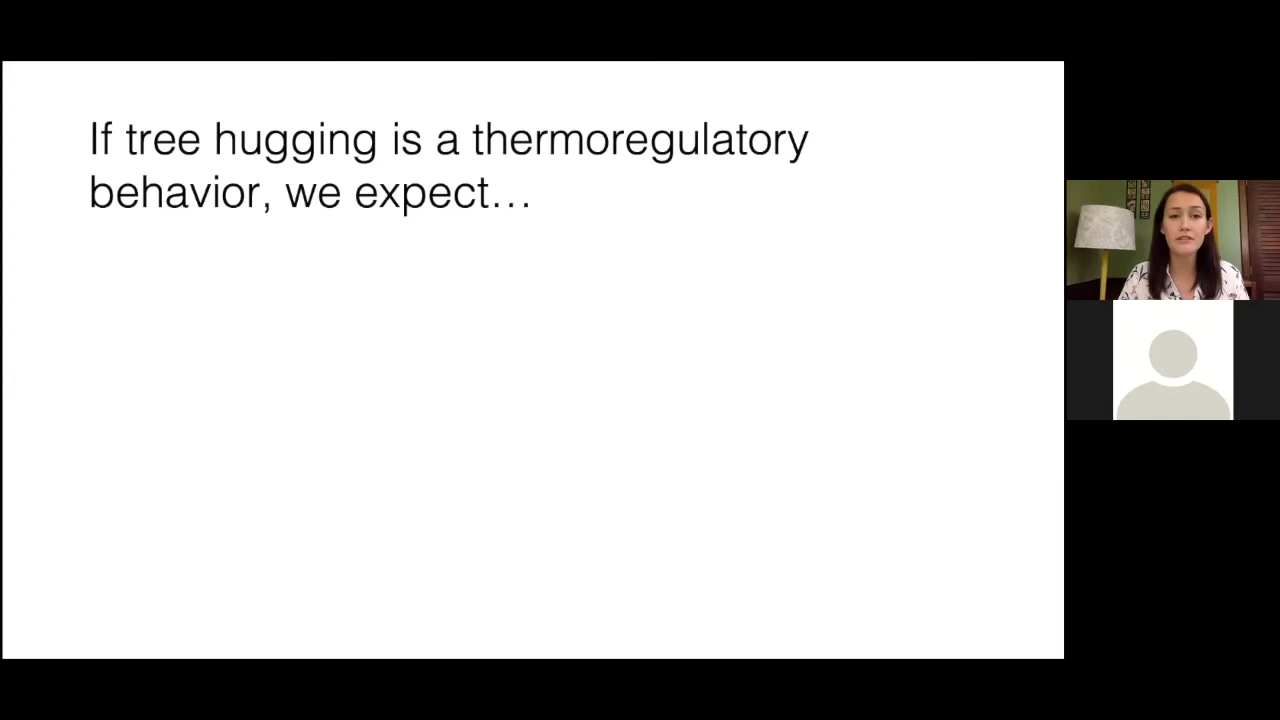 If tree hugging is a thermoregulatory
behavior, we expect…